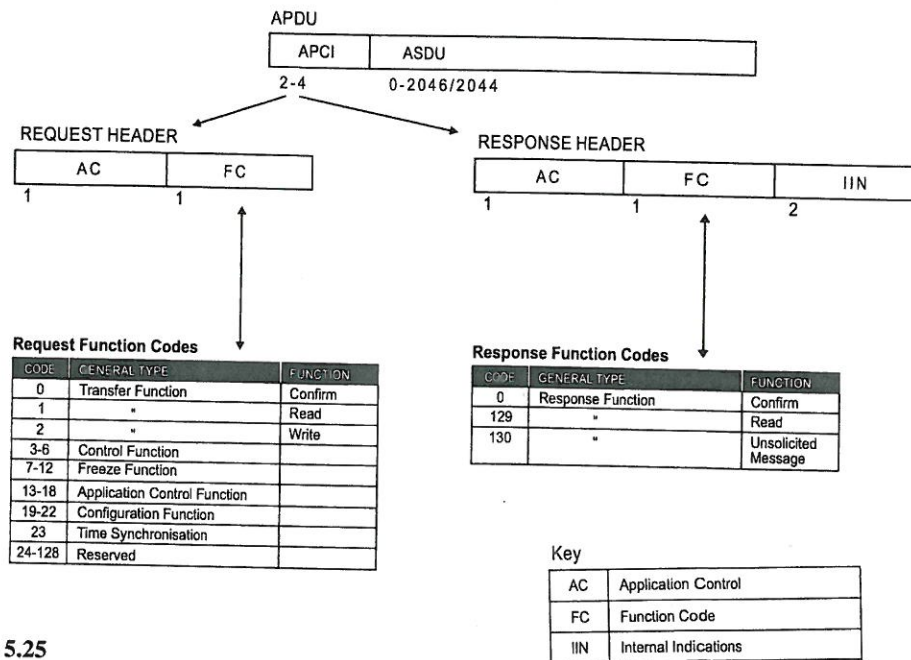 APDU
APCI ASDU
2-4 0-2046/2044
REQUEST HEADER
AC FC
1 1
RESPONSE HEADER
AC FC IIN
1 1 2
Request Function Codes
CODE GENERAL TYPE FUNCTION
0 Transfer Function Confirm
1 " Read
2 " Write
3-6 Control Function
7-12 Freeze Function
13-18 Application Control Function
19-22 Configuration Function
23 Time Synchronisation
24-128 Reserved
Response Function Codes
CODE GENERAL TYPE FUNCTION
0 Response Function Confirm
129 " Read
130 " Unsolicited
Message
Key
AC Application Control
FC Function Code
IIN Internal Indications
5.25